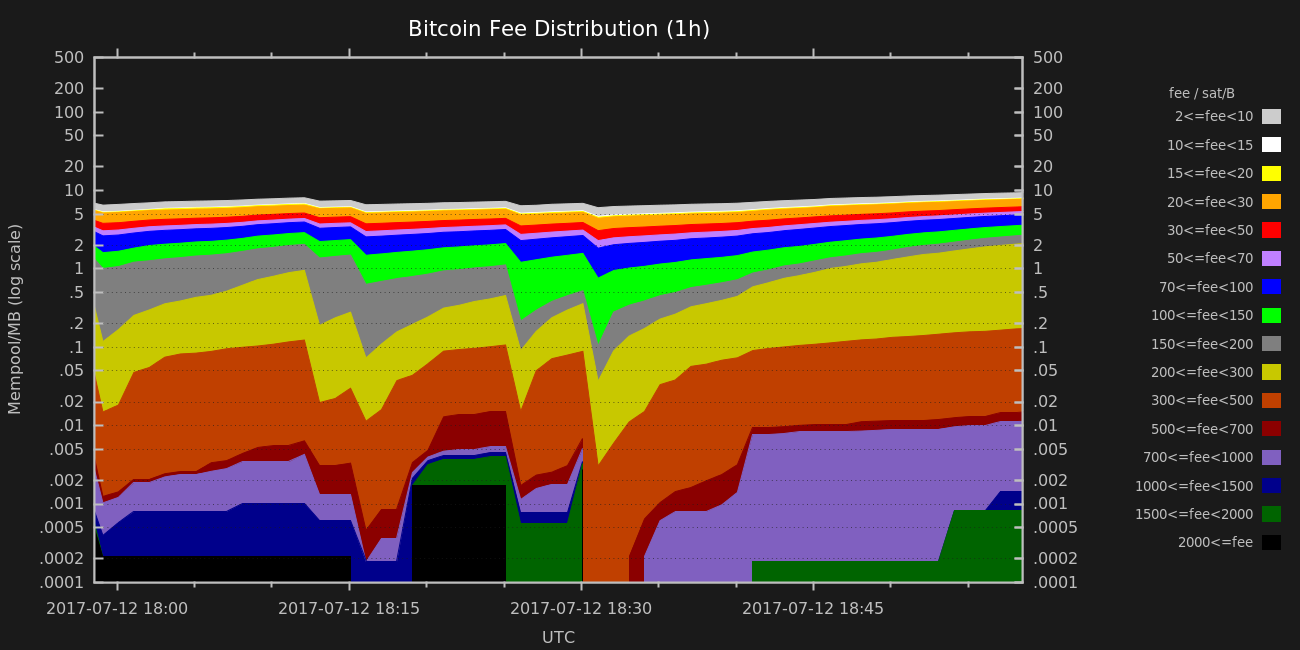 Bitcoin Fee Distribution (1h)
500
200
100
50
20
10
5
2
1
.5
.2
.1
.05
.02
.01
.005
.002
.001
.0005
.0002
.0001
Mempool/MB (log scale)
500
200
100
50
20
10
5
2
1
.5
.2
.1
.05
.02
.01
.005
.002
.001
.0005
.0002
.0001
2017-07-12 18:00 2017-07-12 18:15 2017-07-12 18:30 2017-07-12 18:45
UTC
fee / sat/B
2<=fee<10
10<=fee<15
15<=fee<20
20<=fee<30
30<=fee<50
50<=fee<70
70<=fee<100
100<=fee<150
150<=fee<200
200<=fee<300
300<=fee<500
500<=fee<700
700<=fee<1000
1000<=fee<1500
1500<=fee<2000
2000<=fee